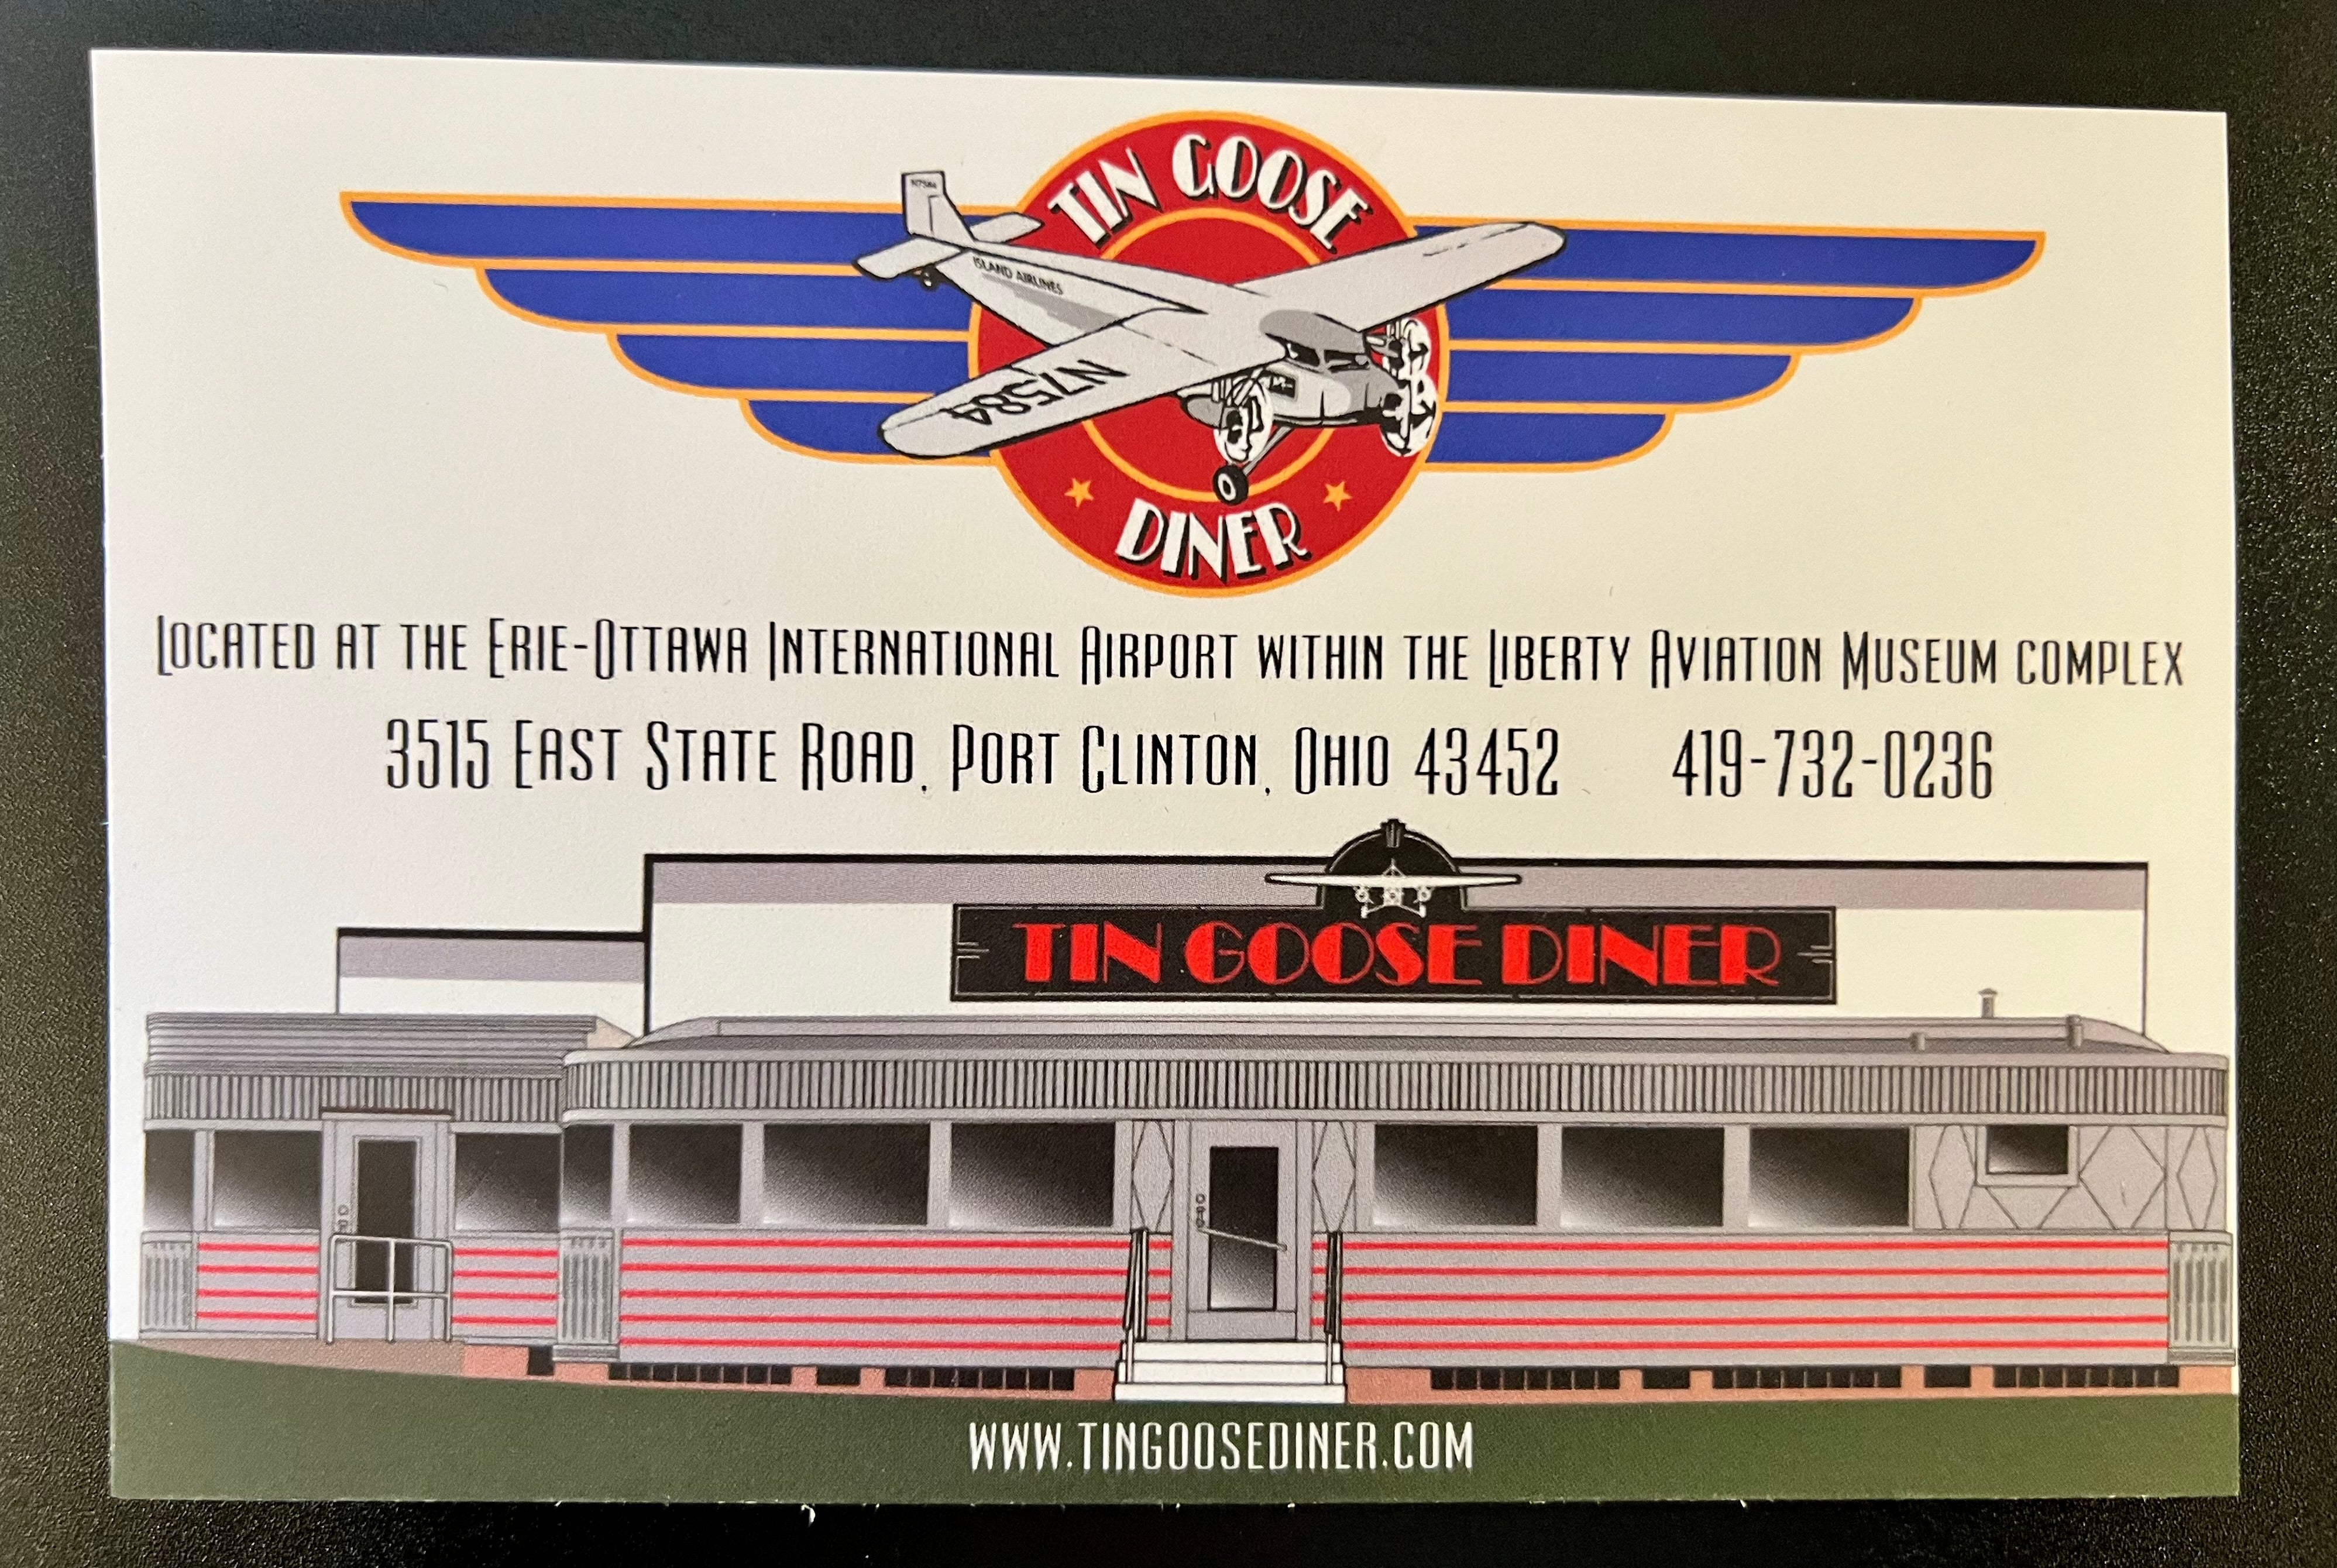 TIN GOOSE
N7584
ISLAND AIRLINES
N7584
DINER
LOCATED AT THE ERIE-OTTAWA INTERNATIONAL AIRPORT WITHIN THE LIBERTY AVIATION MUSEUM COMPLEX
3515 EAST STATE ROAD, PORT CLINTON, OHIO 43452 419-732-0236
TIN GOOSE DINER
WWW.TINGOOSEDINER.COM